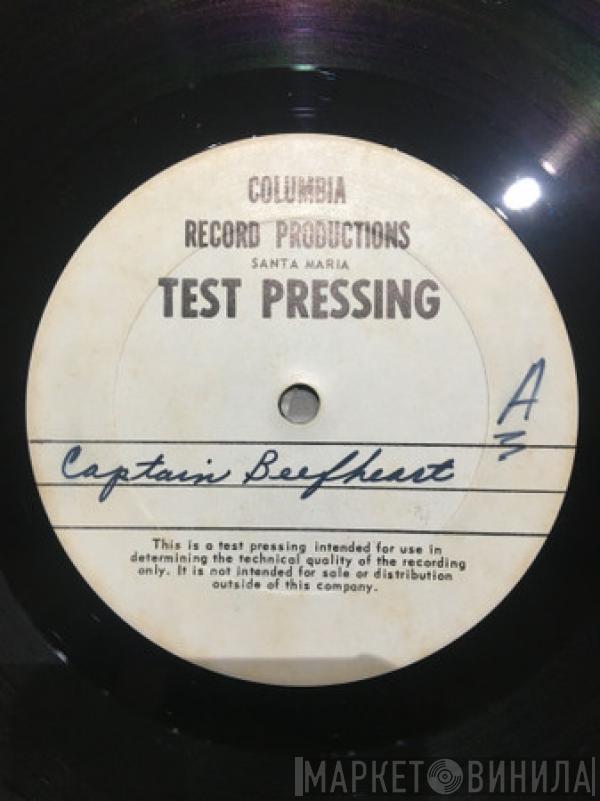 COLUMBIA
RECORD PRODUCTIONS
SANTA MARIA
TEST PRESSING
A
3
Captain Beefheart
This is a test pressing intended for use in
determining the technical quality of the recording
only. It is not intended for sale or distribution
outside of this company.
МАРКЕТ ВИНИЛА